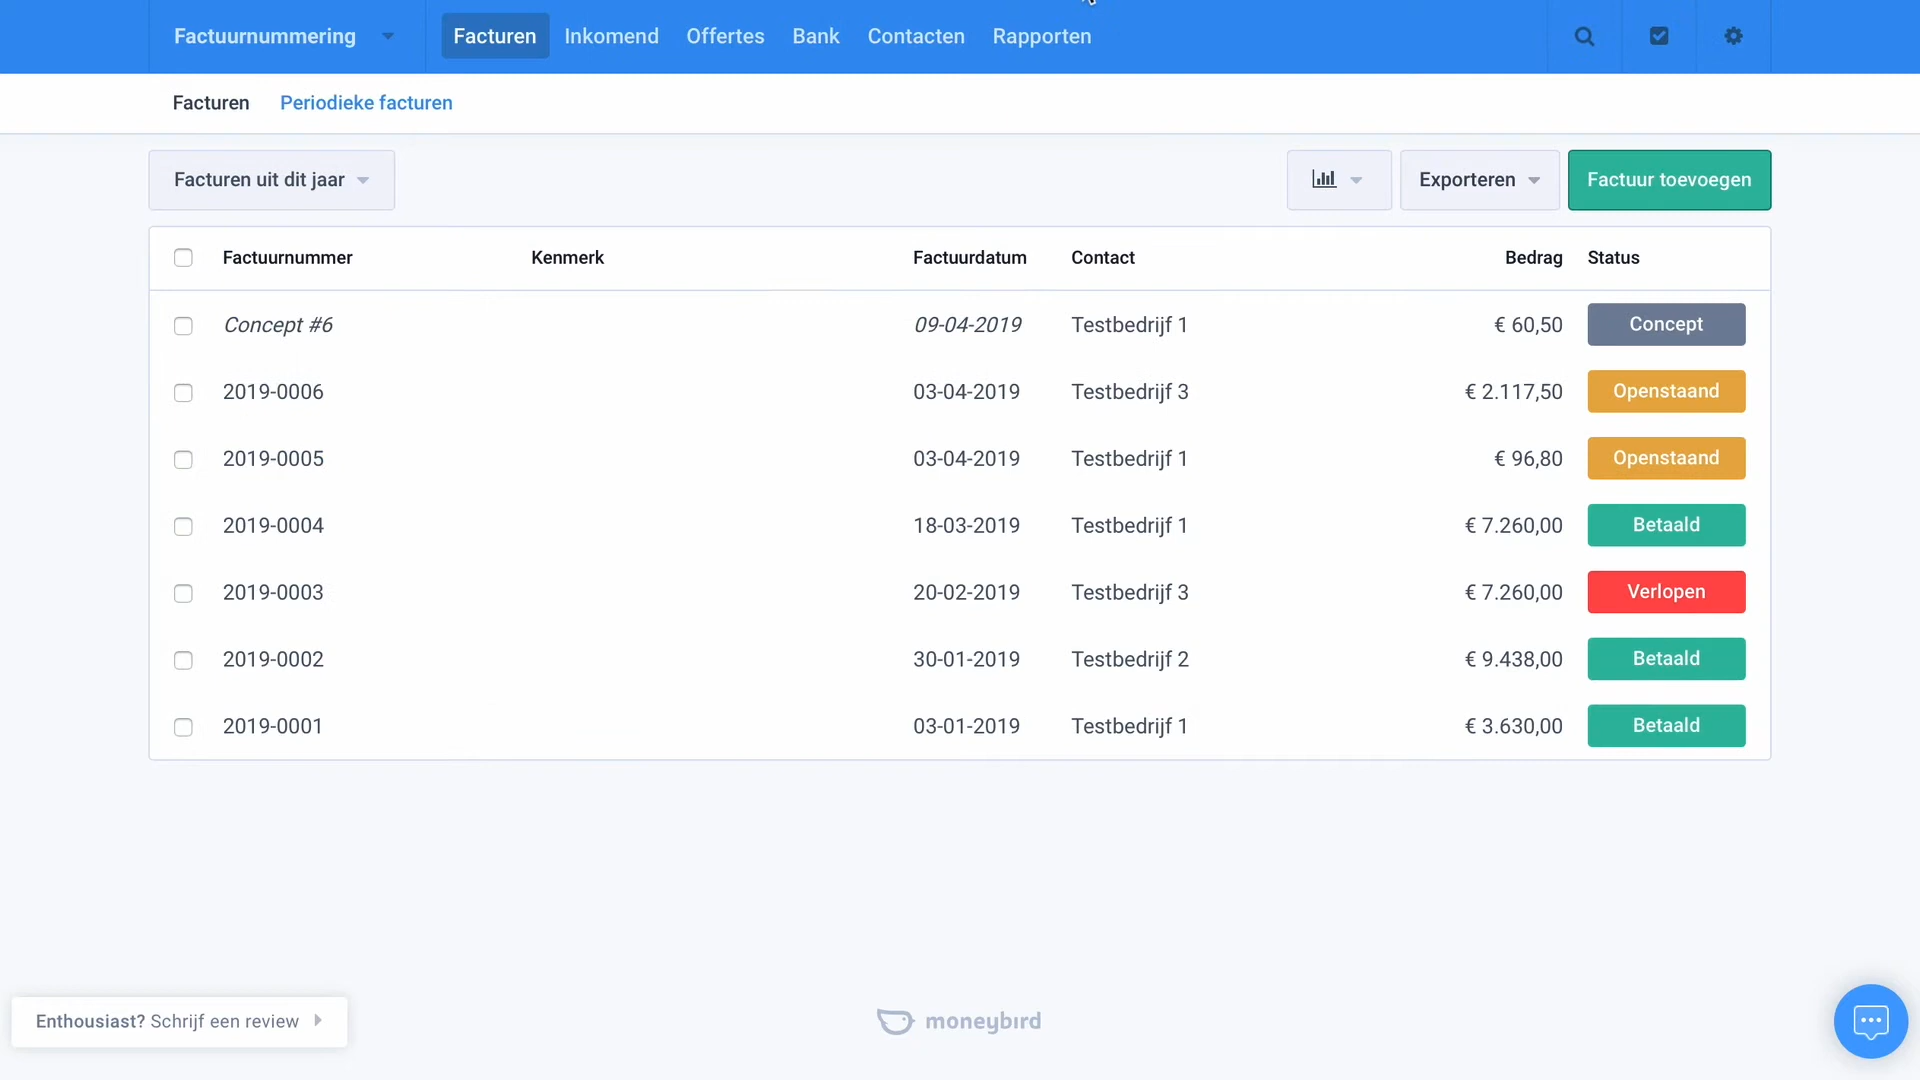 Factuurnummering Facturen Inkomend Offertes Bank Contacten Rapporten
Facturen Periodieke facturen
Facturen uit dit jaar Exporteren Factuur toevoegen
Factuurnummer Kenmerk Factuurdatum Contact Bedrag Status
Concept #6 09-04-2019 Testbedrijf 1 € 60,50 Concept
2019-0006 03-04-2019 Testbedrijf 3 € 2.117,50 Openstaand
2019-0005 03-04-2019 Testbedrijf 1 € 96,80 Openstaand
2019-0004 18-03-2019 Testbedrijf 1 € 7.260,00 Betaald
2019-0003 20-02-2019 Testbedrijf 3 € 7.260,00 Verlopen
2019-0002 30-01-2019 Testbedrijf 2 € 9.438,00 Betaald
2019-0001 03-01-2019 Testbedrijf 1 € 3.630,00 Betaald
Enthousiast? Schrijf een review moneybird